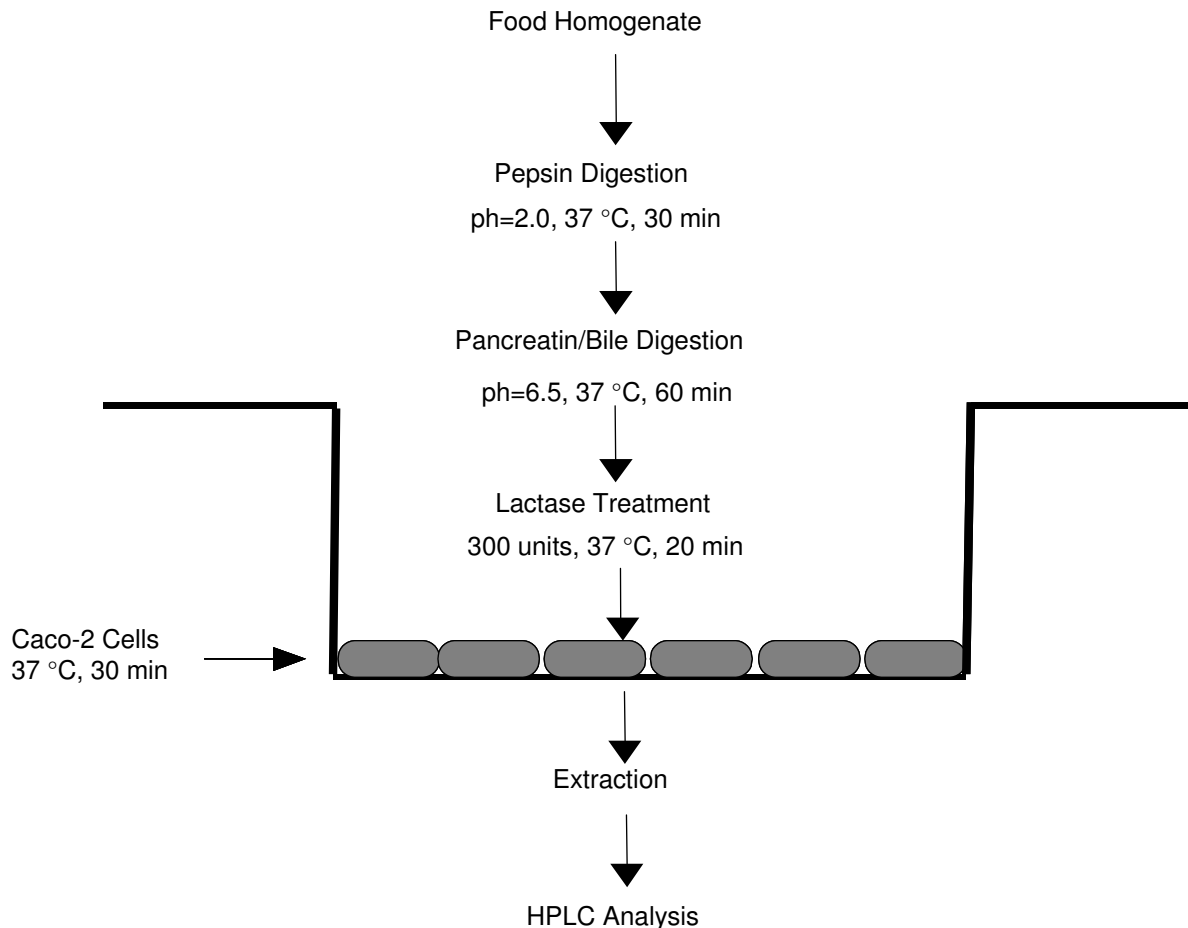 Food Homogenate
Pepsin Digestion
ph=2.0, 37 °C, 30 min
Pancreatin/Bile Digestion
ph=6.5, 37 °C, 60 min
Lactase Treatment
300 units, 37 °C, 20 min
Caco-2 Cells
37 °C, 30 min
Extraction
HPLC Analysis